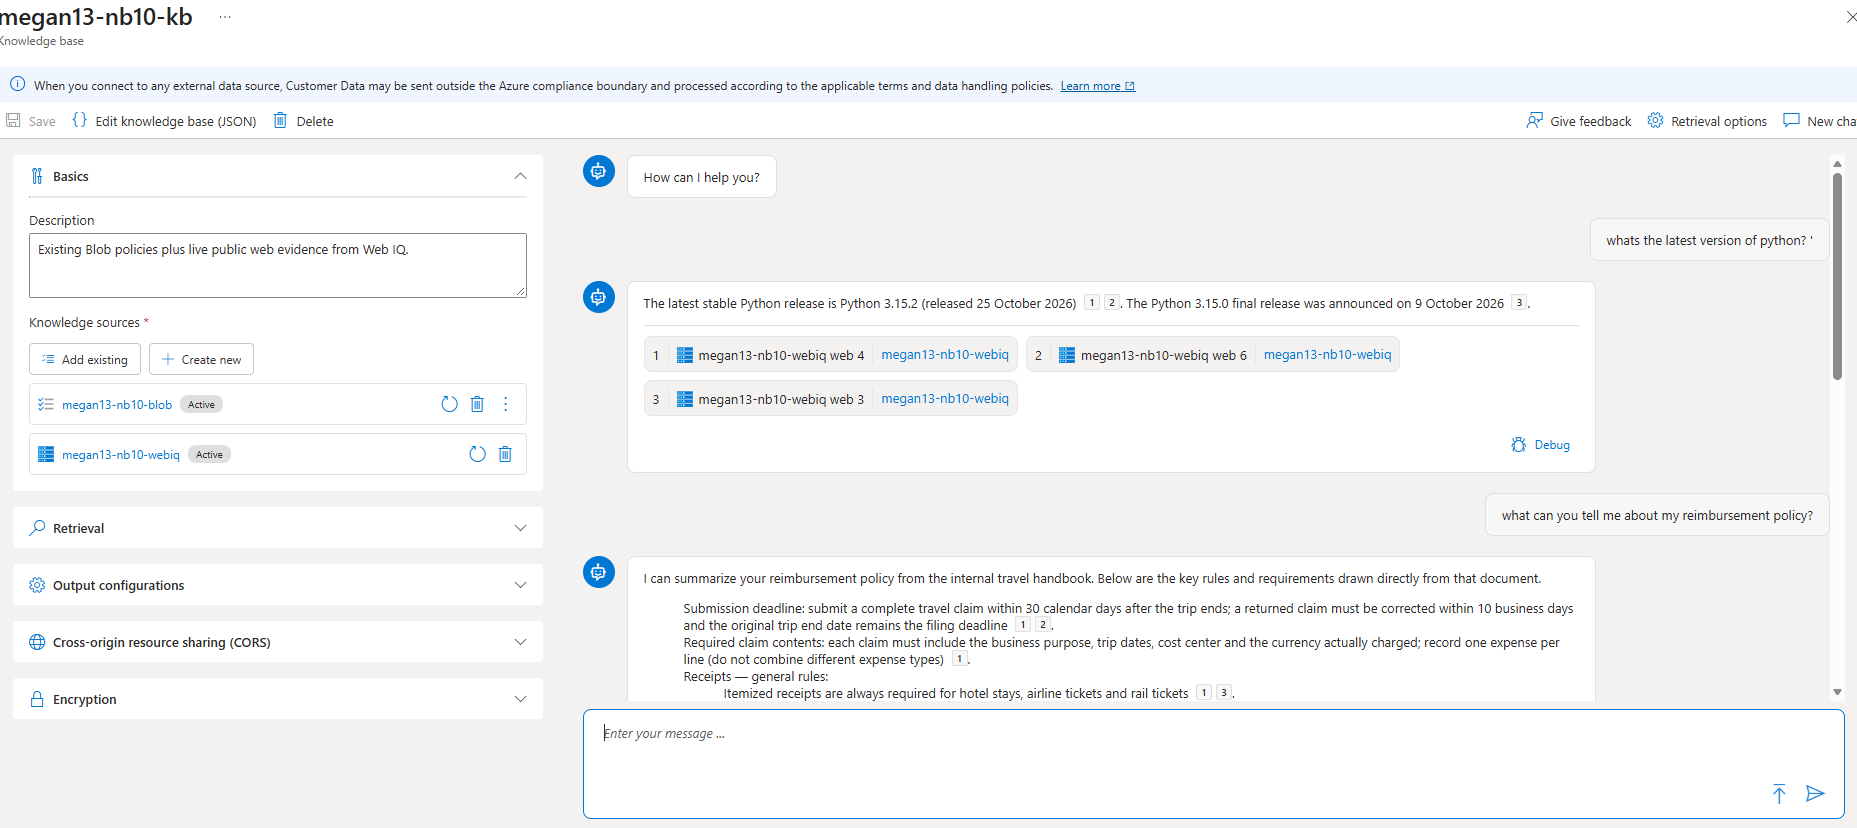 megan13-nb10-kb ...
Knowledge base
When you connect to any external data source, Customer Data may be sent outside the Azure compliance boundary and processed according to the applicable terms and data handling policies. Learn more
Save Edit knowledge base (JSON) Delete
Give feedback Retrieval options New cha
Basics
Description
Existing Blob policies plus live public web evidence from Web IQ.
Knowledge sources *
Add existing Create new
megan13-nb10-blob Active
megan13-nb10-webiq Active
Retrieval
Output configurations
Cross-origin resource sharing (CORS)
Encryption
How can I help you?
whats the latest version of python? '
The latest stable Python release is Python 3.15.2 (released 25 October 2026) 1 2. The Python 3.15.0 final release was announced on 9 October 2026 3.
1 megan13-nb10-webiq web 4 megan13-nb10-webiq 2 megan13-nb10-webiq web 6 megan13-nb10-webiq
3 megan13-nb10-webiq web 3 megan13-nb10-webiq
Debug
what can you tell me about my reimbursement policy?
I can summarize your reimbursement policy from the internal travel handbook. Below are the key rules and requirements drawn directly from that document.
Submission deadline: submit a complete travel claim within 30 calendar days after the trip ends; a returned claim must be corrected within 10 business days
and the original trip end date remains the filing deadline 1 2.
Required claim contents: each claim must include the business purpose, trip dates, cost center and the currency actually charged; record one expense per
line (do not combine different expense types) 1.
Receipts — general rules:
Itemized receipts are always required for hotel stays, airline tickets and rail tickets 1 3.
Enter your message ...